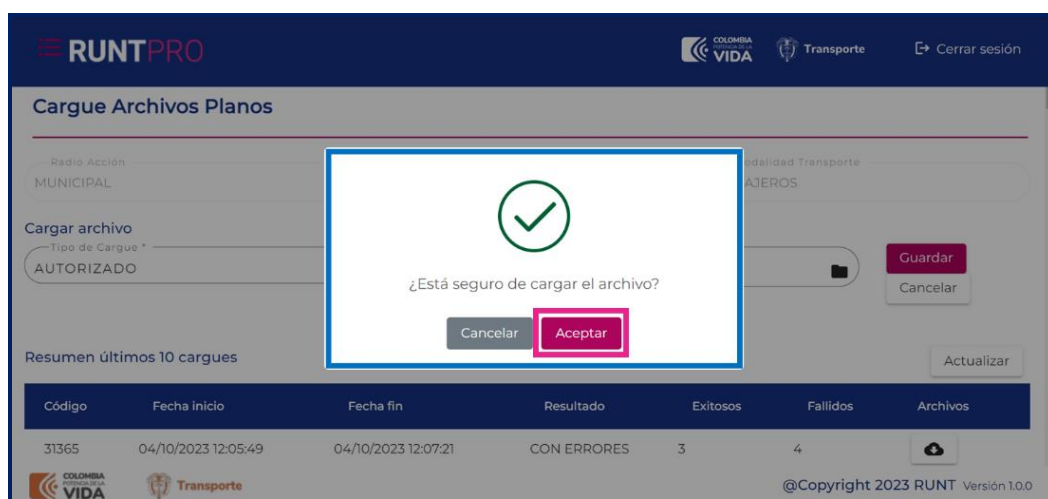 RUNTPRO
COLOMBIA
POTENCIA DE LA
VIDA
Transporte
Cerrar sesión
Cargue Archivos Planos
Radio Acción
MUNICIPAL
odalidad Transporte
AJEROS
Cargar archivo
Tipo de Cargue *
AUTORIZADO
Guardar
Cancelar
¿Está seguro de cargar el archivo?
Cancelar Aceptar
Resumen últimos 10 cargues
Actualizar
Código Fecha inicio Fecha fin Resultado Exitosos Fallidos Archivos
31365 04/10/2023 12:05:49 04/10/2023 12:07:21 CON ERRORES 3 4
COLOMBIA
POTENCIA DE LA
VIDA
Transporte
@Copyright 2023 RUNT Versión 1.0.0